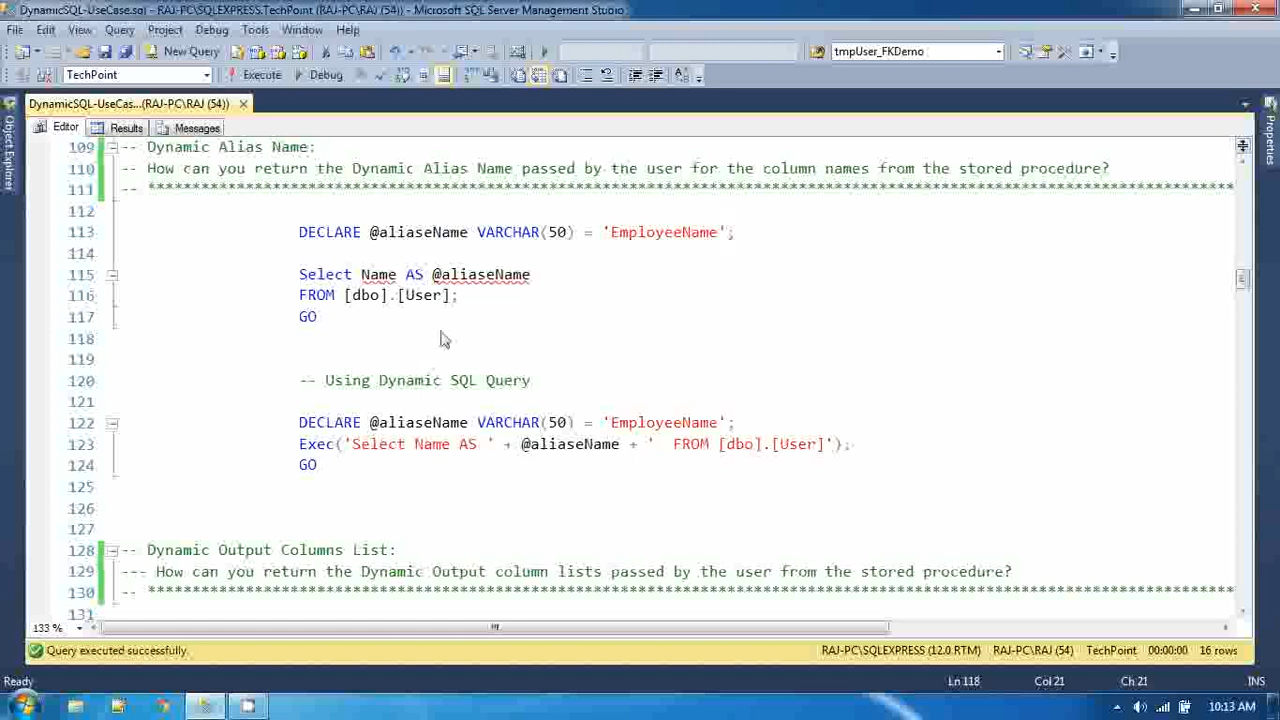 DynamicSQL-UseCase.sql - RAJ-PC\SQLEXPRESS.TechPoint (RAJ-PC\RAJ (54)) - Microsoft SQL Server Management Studio
File Edit View Query Project Debug Tools Window Help
New Query tmpUser_FKDemo
TechPoint Execute Debug
DynamicSQL-UseCas...(RAJ-PC\RAJ (54))
Editor Results Messages
Object Explorer
Properties
109 -- Dynamic Alias Name:
110 -- How can you return the Dynamic Alias Name passed by the user for the column names from the stored procedure?
111 -- ****************************************************************************************************************************
112
113 DECLARE @aliaseName VARCHAR(50) = 'EmployeeName';
114
115 Select Name AS @aliaseName
116 FROM [dbo].[User];
117 GO
118
119
120 -- Using Dynamic SQL Query
121
122 DECLARE @aliaseName VARCHAR(50) = 'EmployeeName';
123 Exec('Select Name AS ' + @aliaseName + '  FROM [dbo].[User]');
124 GO
125
126
127
128 -- Dynamic Output Columns List:
129 --- How can you return the Dynamic Output column lists passed by the user from the stored procedure?
130 -- ****************************************************************************************************************************
131
133 %
Query executed successfully. RAJ-PC\SQLEXPRESS (12.0.RTM) RAJ-PC\RAJ (54) TechPoint 00:00:00 16 rows
Ready Ln 118 Col 21 Ch 21 INS
10:13 AM